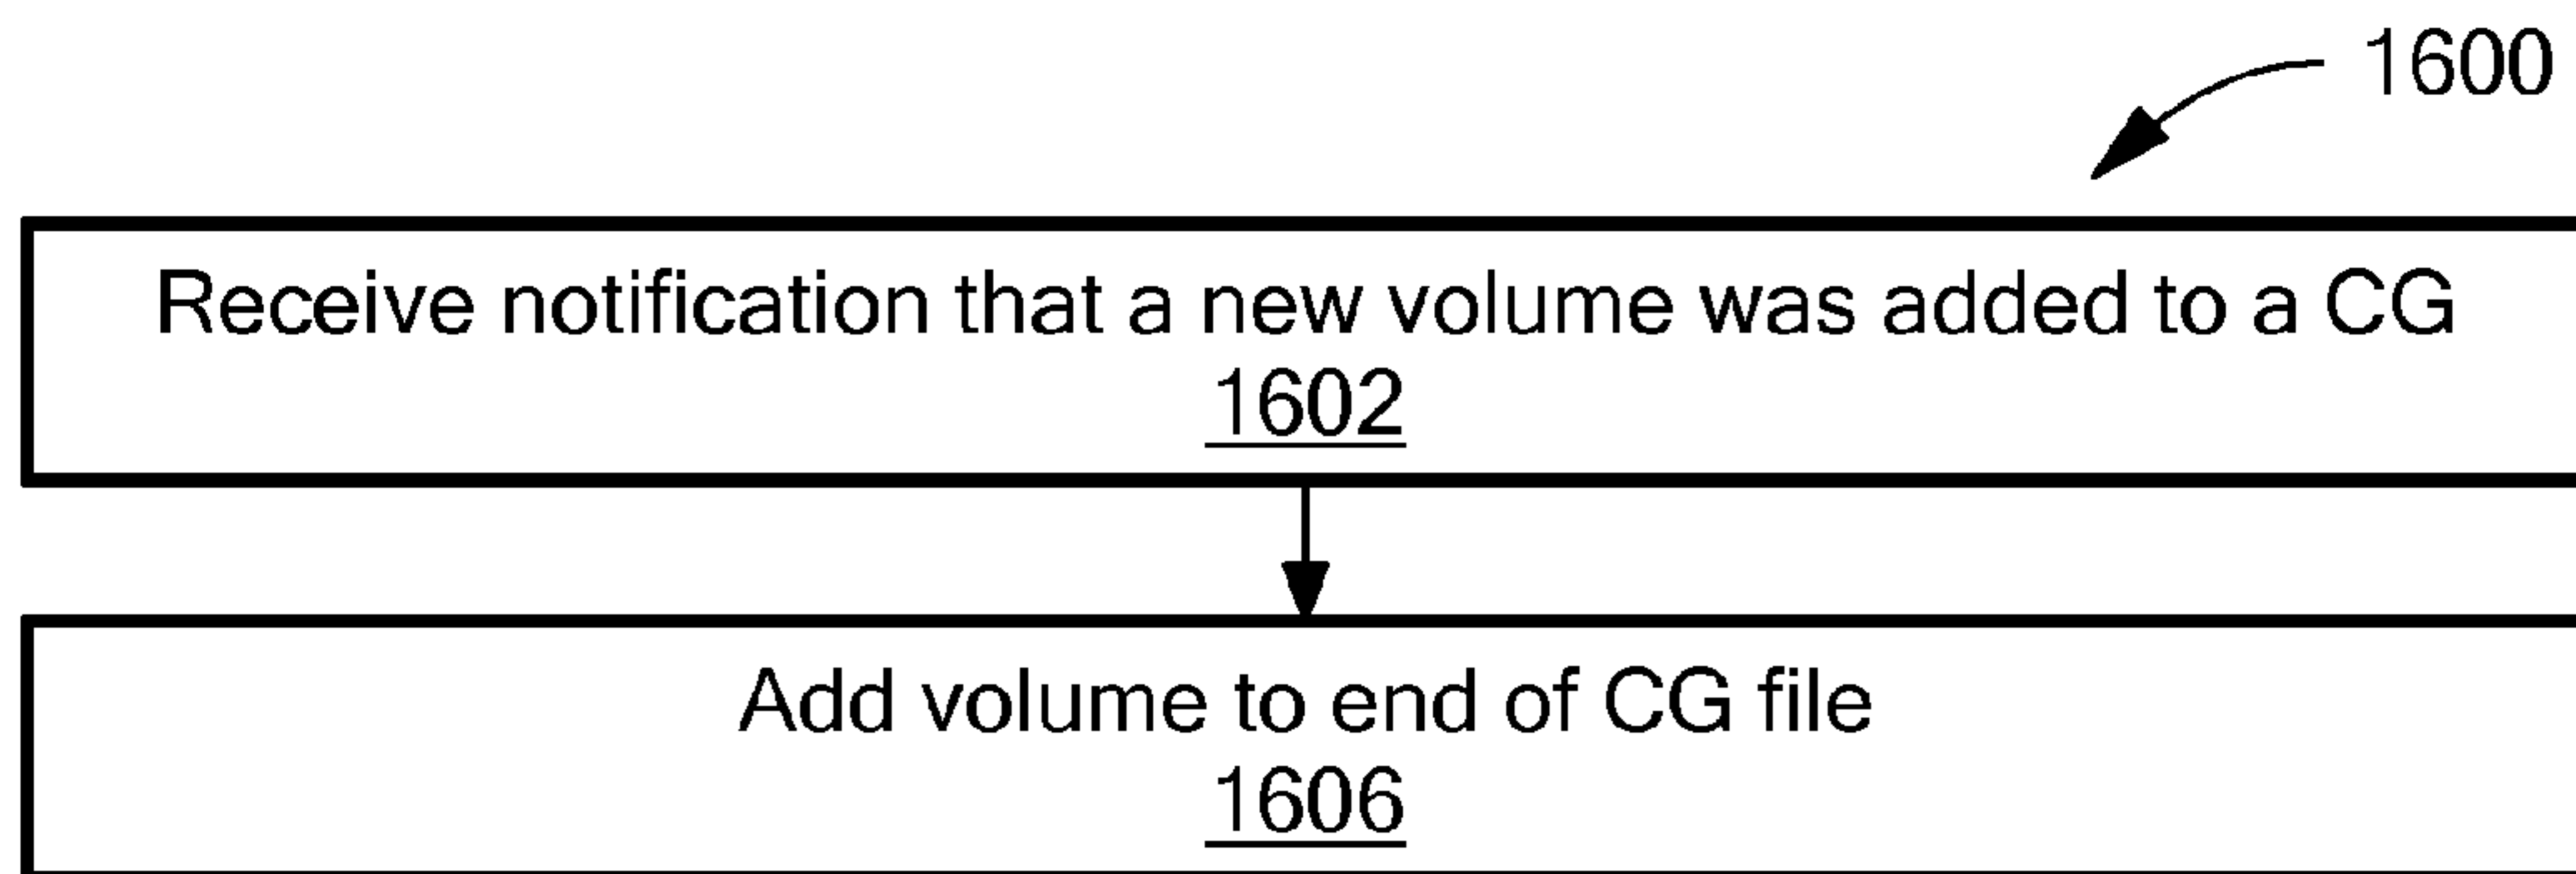 1600
Receive notification that a new volume was added to a CG
1602
Add volume to end of CG file
1606